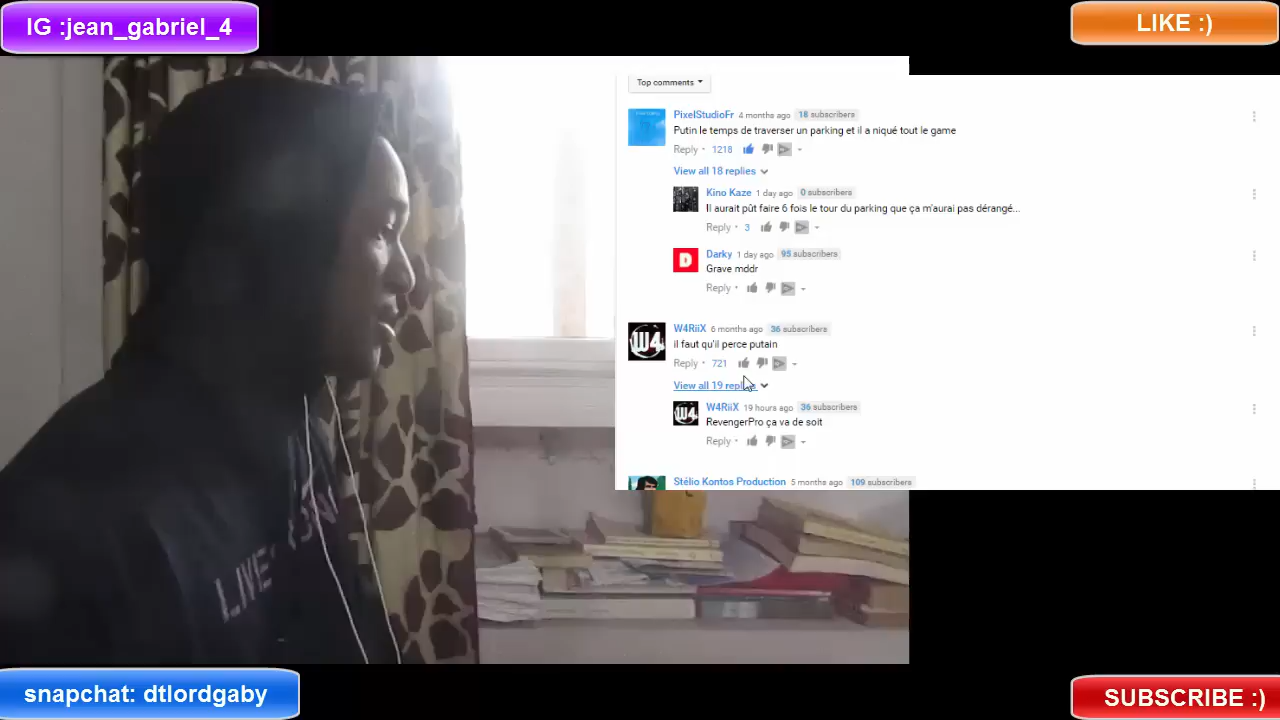 IG :jean_gabriel_4
LIKE :)
Top comments
PixelStudioFr 4 months ago 18 subscribers
Putin le temps de traverser un parking et il a niqué tout le game
Reply • 1218
View all 18 replies
Kino Kaze 1 day ago 0 subscribers
Il aurait pût faire 6 fois le tour du parking que ça m'aurai pas dérangé...
Reply • 3
D
Darky 1 day ago 95 subscribers
Grave mddr
Reply •
W4
W4RiiX 6 months ago 36 subscribers
il faut qu'il perce putain
Reply • 721
View all 19
W4
W4RiiX 19 hours ago 36 subscribers
RevengerPro ça va de soit
Reply •
Stélio Kontos Production 5 months ago 109 subscribers
LIVE
snapchat: dtlordgaby
SUBSCRIBE :)